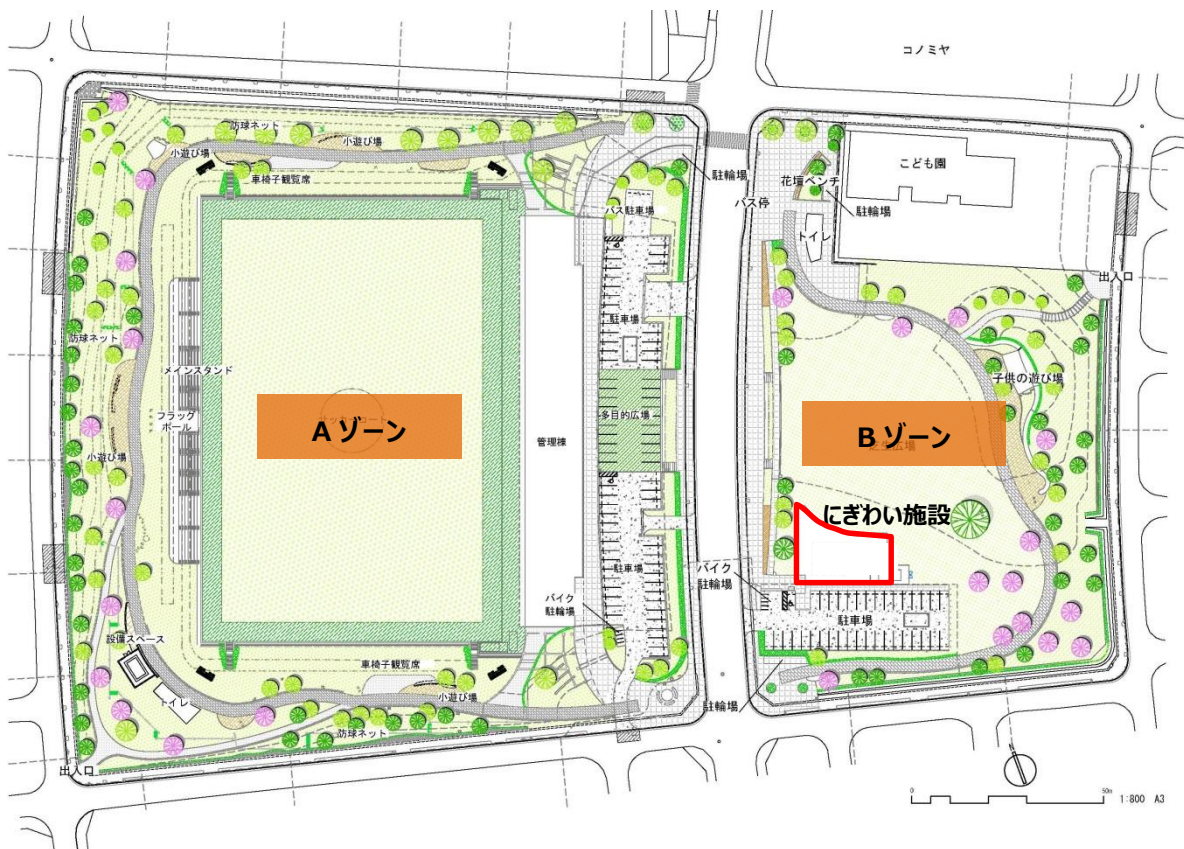 コノミヤ
防球ネット
小遊び場
小遊び場
車椅子観覧席
駐輪場
バス駐車場
こども園
花壇ベンチ
バス停
駐輪場
トイレ
出入口
駐車場
防球ネット
メインスタンド
子供の遊び場
フラッグ
ポール
Aゾーン
管理棟
多目的広場
Bゾーン
芝生広場
小遊び場
にぎわい施設
駐車場
バイク
駐輪場
バイク
駐輪場
駐車場
設備スペース
車椅子観覧席
小遊び場
トイレ
駐輪場
防球ネット
出入口
N
0
50m
1:800 A3